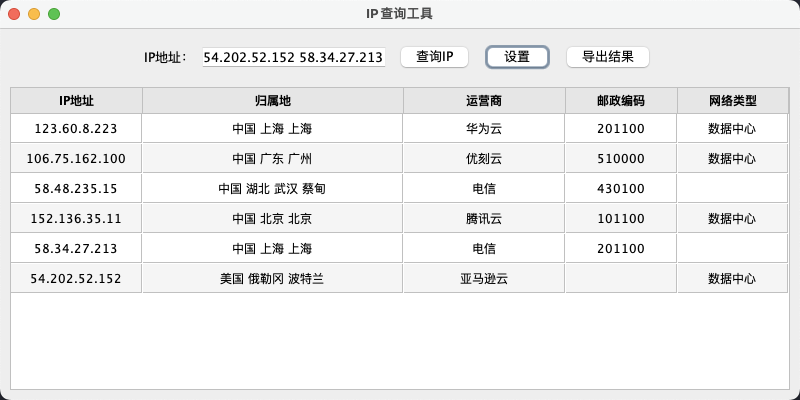 IP查询工具
IP地址： 54.202.52.152 58.34.27.213 查询IP 设置 导出结果
IP地址 归属地 运营商 邮政编码 网络类型
123.60.8.223 中国 上海 上海 华为云 201100 数据中心
106.75.162.100 中国 广东 广州 优刻云 510000 数据中心
58.48.235.15 中国 湖北 武汉 蔡甸 电信 430100
152.136.35.11 中国 北京 北京 腾讯云 101100 数据中心
58.34.27.213 中国 上海 上海 电信 201100
54.202.52.152 美国 俄勒冈 波特兰 亚马逊云 数据中心